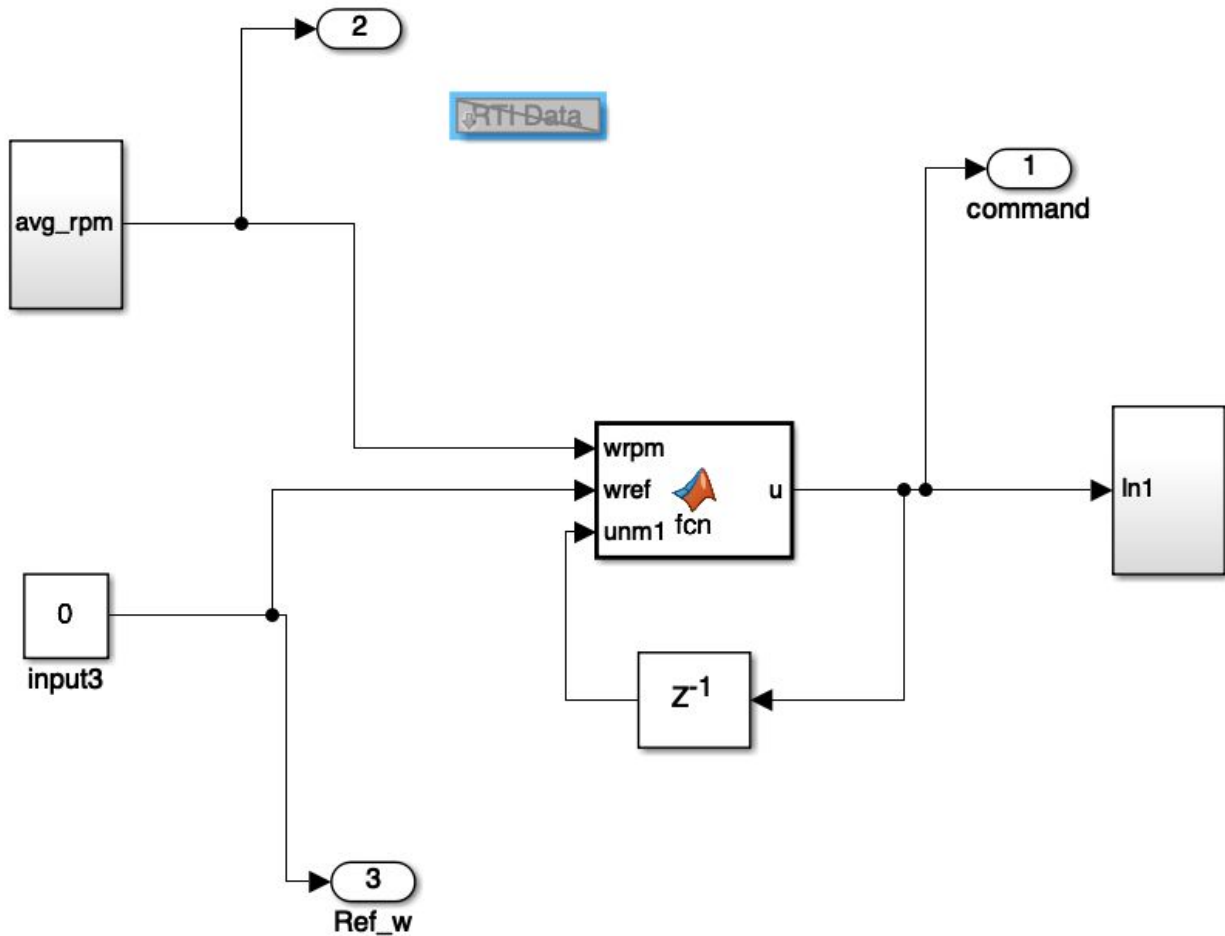 2
RTI Data
avg_rpm
1
command
wrpm
wref
unm1
fcn
u
In1
0
input3
z-1
3
Ref_w